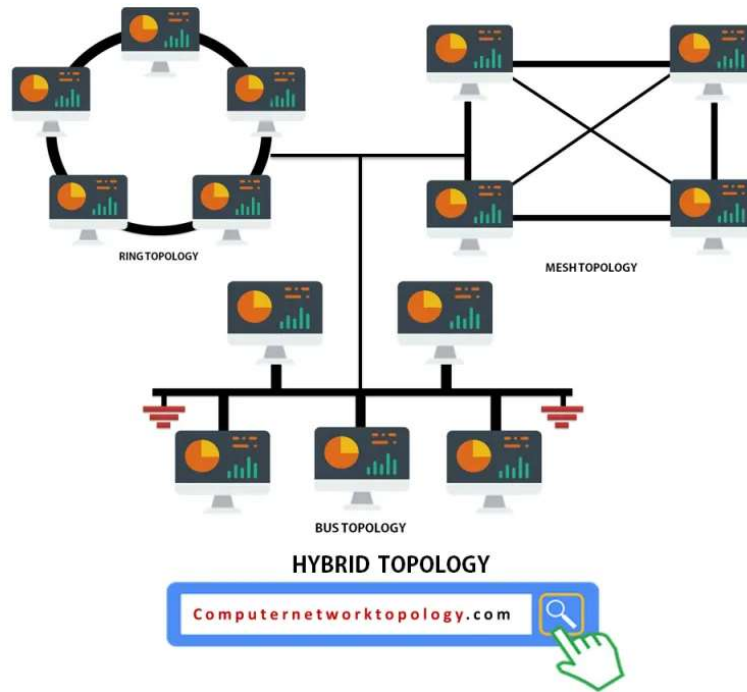 RING TOPOLOGY
MESH TOPOLOGY
BUS TOPOLOGY
HYBRID TOPOLOGY
Computernetworktopology.com